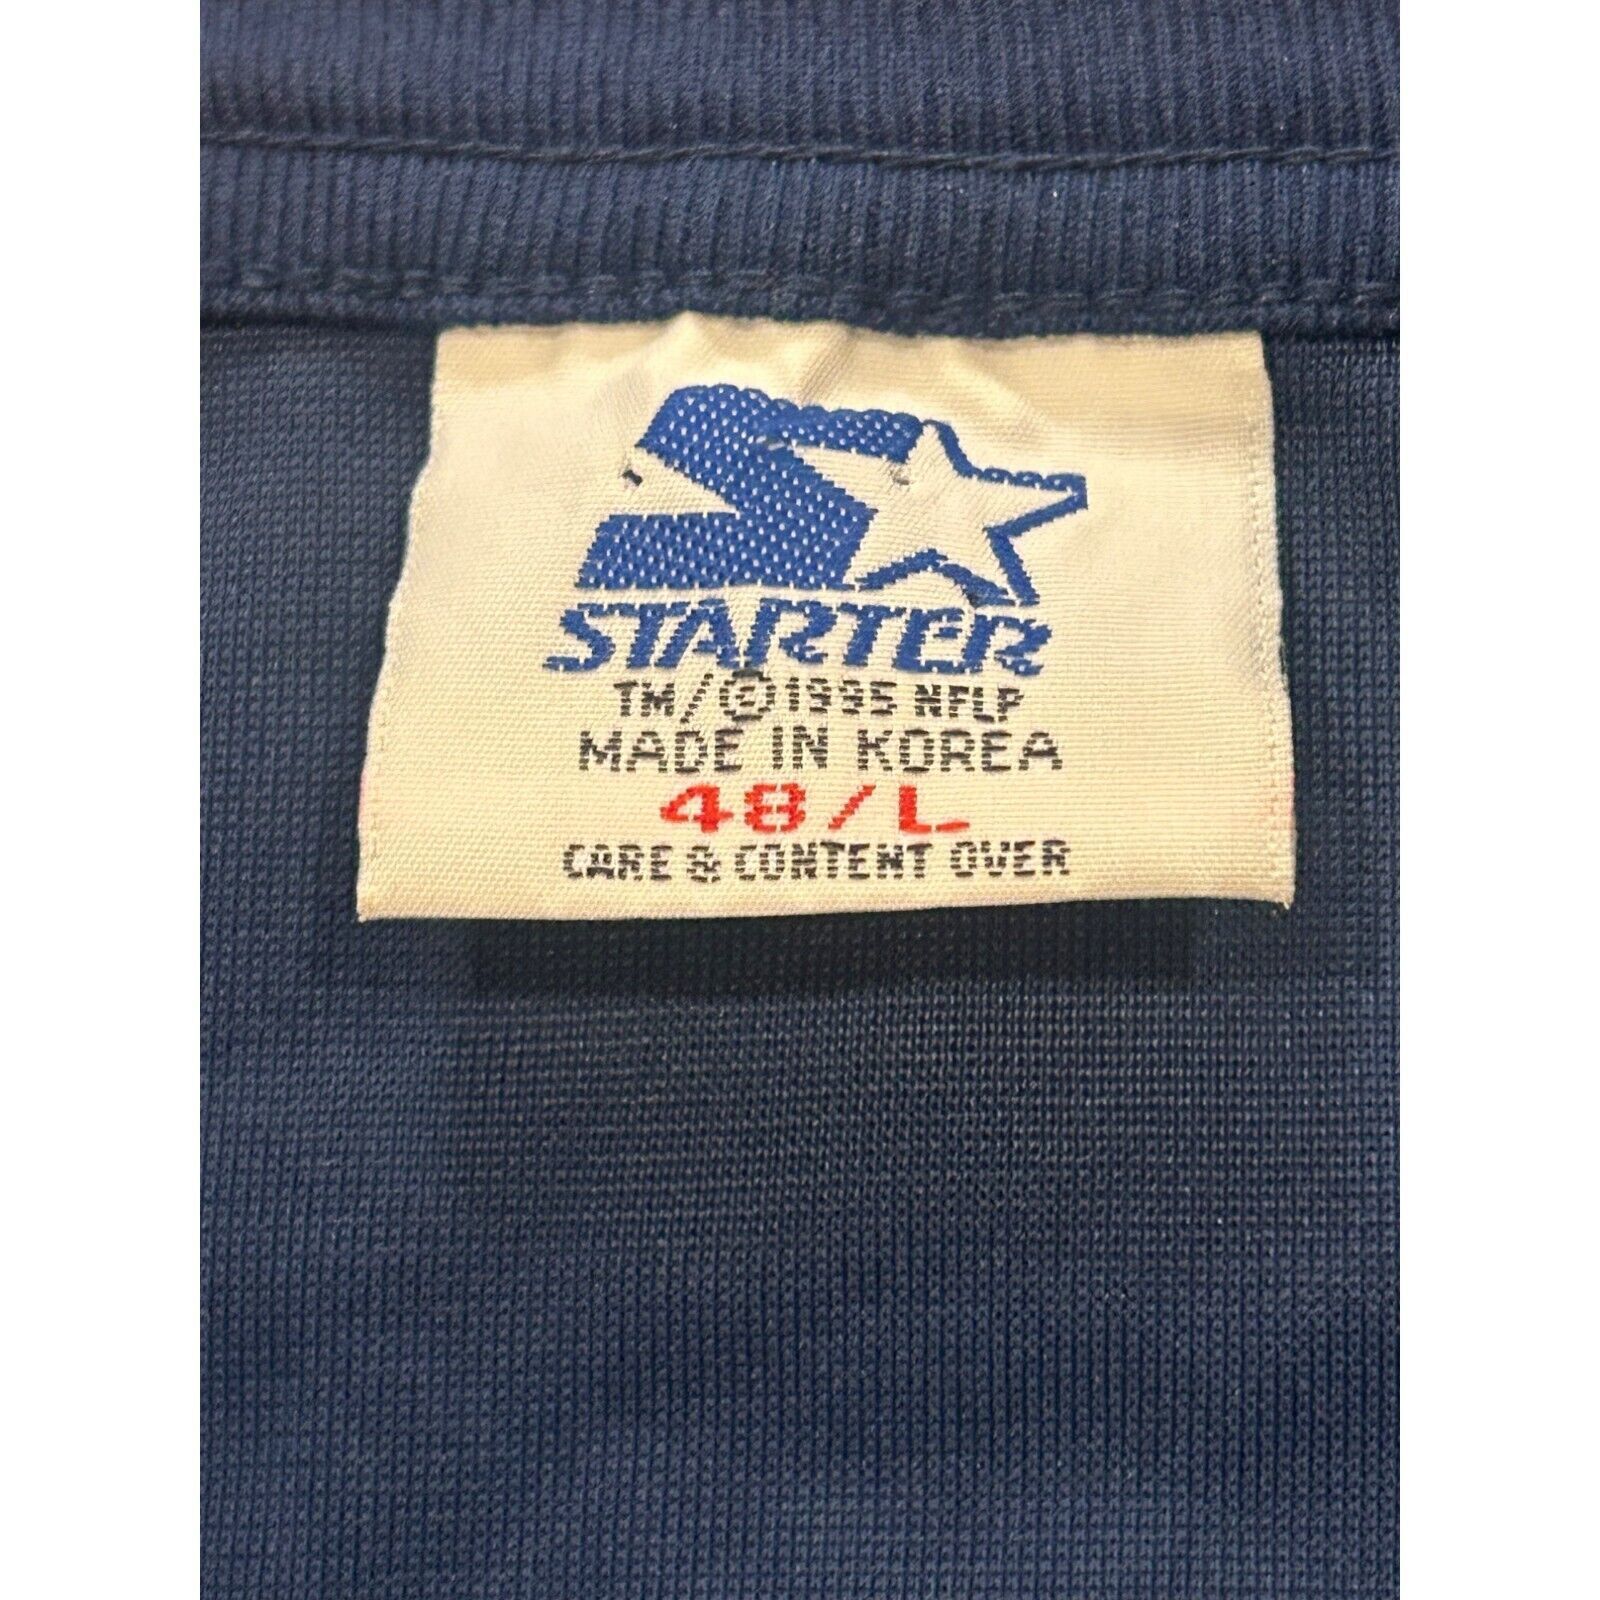 STARTER
TM/©1995 NFLP
MADE IN KOREA
48/L
CARE & CONTENT OVER